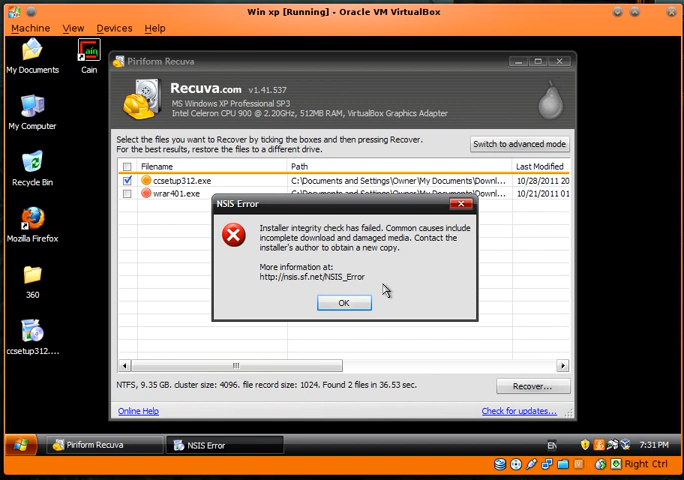 Win xp [Running] - Oracle VM VirtualBox
Machine View Devices Help
My Documents
Cain
My Computer
Recycle Bin
Mozilla Firefox
360
ccsetup312....
Piriform Recuva
Recuva.com v1.41.537
MS Windows XP Professional SP3
Intel Celeron CPU 900 @ 2.20GHz, 512MB RAM, VirtualBox Graphics Adapter
Select the files you want to Recover by ticking the boxes and then pressing Recover.
For the best results, restore the files to a different drive.
Switch to advanced mode
Filename Path Last Modified
ccsetup312.exe C:\Documents and Settings\Owner\My Documents\Downl... 10/28/2011 20
wrar401.exe C:\Documents and Settings\Owner\My Documents\Downl... 10/21/2011 01
NSIS Error
Installer integrity check has failed. Common causes include
incomplete download and damaged media. Contact the
installer's author to obtain a new copy.
More information at:
http://nsis.sf.net/NSIS_Error
OK
NTFS, 9.35 GB. cluster size: 4096. file record size: 1024. Found 2 files in 36.53 sec.
Recover...
Online Help
Check for updates...
Piriform Recuva
NSIS Error
EN
7:31 PM
Right Ctrl